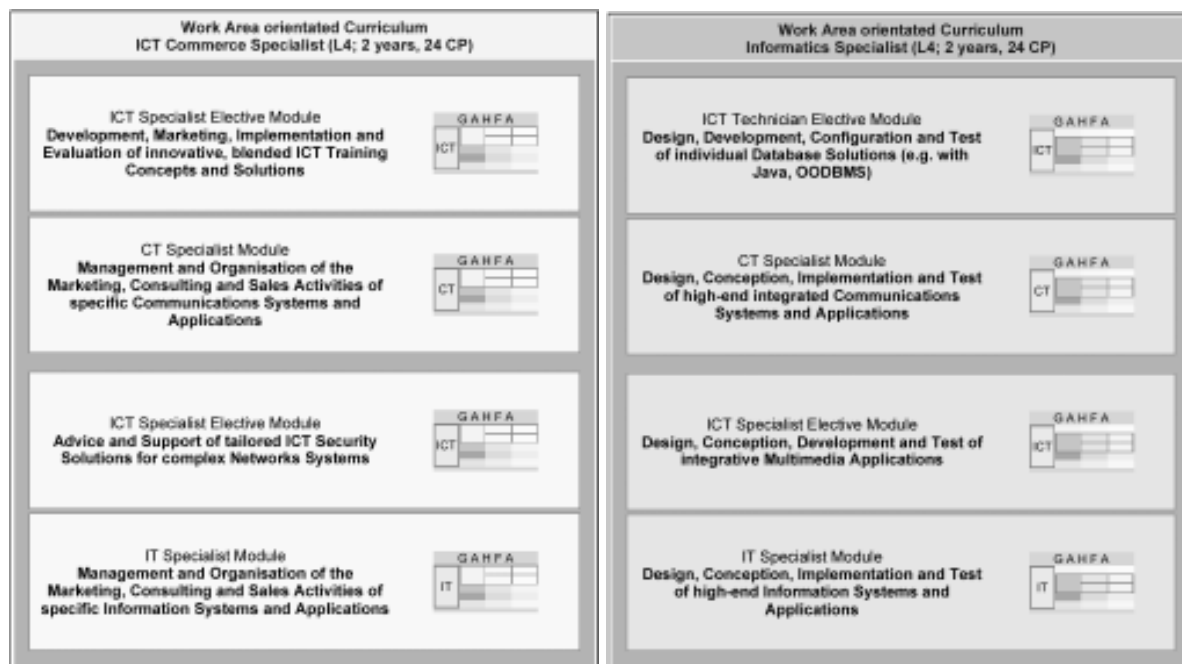 Work Area orientated Curriculum
ICT Commerce Specialist (L4; 2 years, 24 CP)
ICT Specialist Elective Module
Development, Marketing, Implementation and
Evaluation of innovative, blended ICT Training
Concepts and Solutions
G A H F A
ICT
CT Specialist Module
Management and Organisation of the
Marketing, Consulting and Sales Activities of
specific Communications Systems and
Applications
G A H F A
CT
ICT Specialist Elective Module
Advice and Support of tailored ICT Security
Solutions for complex Networks Systems
G A H F A
ICT
IT Specialist Module
Management and Organisation of the
Marketing, Consulting and Sales Activities of
specific Information Systems and Applications
G A H F A
IT
Work Area orientated Curriculum
Informatics Specialist (L4; 2 years, 24 CP)
ICT Technician Elective Module
Design, Development, Configuration and Test
of individual Database Solutions (e.g. with
Java, OODBMS)
G A H F A
ICT
CT Specialist Module
Design, Conception, Implementation and Test
of high-end integrated Communications
Systems and Applications
G A H F A
CT
ICT Specialist Elective Module
Design, Conception, Development and Test of
integrative Multimedia Applications
G A H F A
ICT
IT Specialist Module
Design, Conception, Implementation and Test
of high-end Information Systems and
Applications
G A H F A
IT